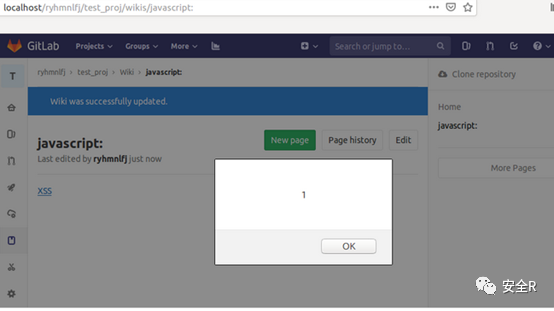 localhost/ryhmnlfj/test_proj/wikis/javascript:
GitLab Projects Groups More Search or jump to...
T ryhmnlfj > test_proj > Wiki > javascript:
Wiki was successfully updated.
javascript:
New page Page history Edit
Last edited by ryhmnlfj just now
XSS
1
OK
Clone repository
Home
javascript:
More Pages
安全R